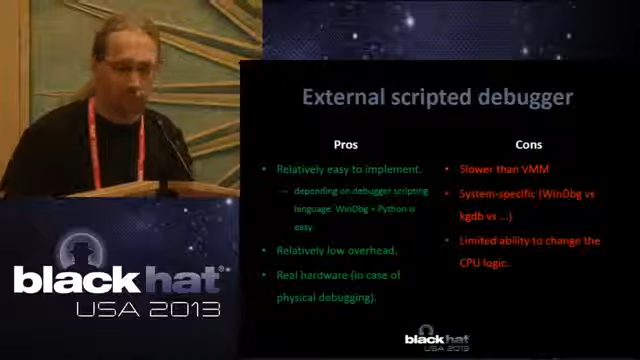 External scripted debugger
Pros
• Relatively easy to implement.
– depending on debugger scripting
language. WinDbg + Python is
easy
• Relatively low overhead.
• Real hardware (in case of
physical debugging).
Cons
• Slower than VMM
• System-specific (WinDbg vs
kgdb vs ...)
• Limited ability to change the
CPU logic.
black hat®
USA 2013
black hat
USA 2013